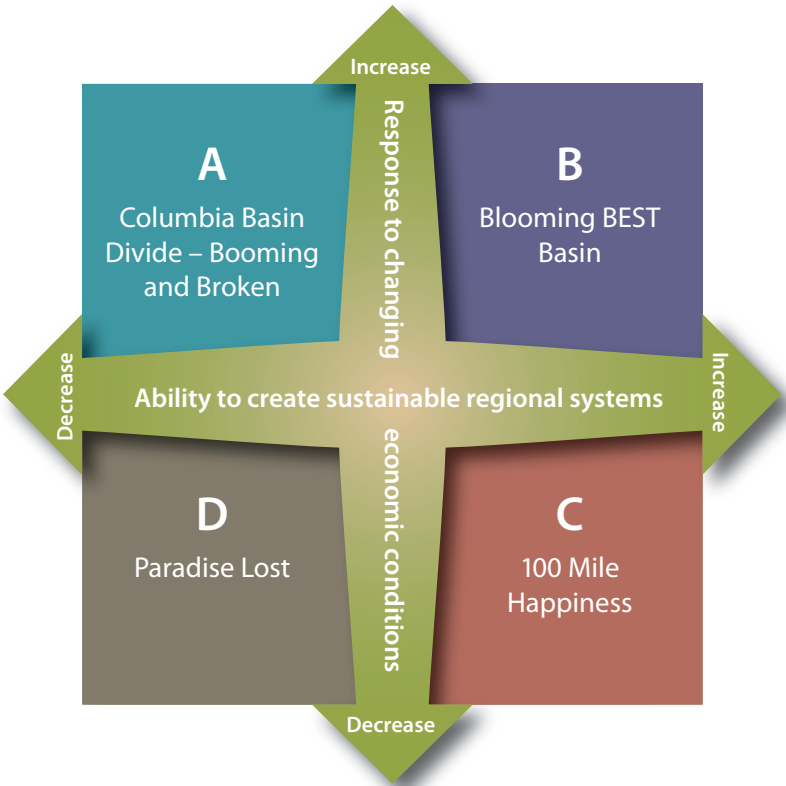 Increase
Response to changing
A
Columbia Basin
Divide – Booming
and Broken
B
Blooming BEST
Basin
Decrease
Ability to create sustainable regional systems
Increase
economic conditions
D
Paradise Lost
C
100 Mile
Happiness
Decrease